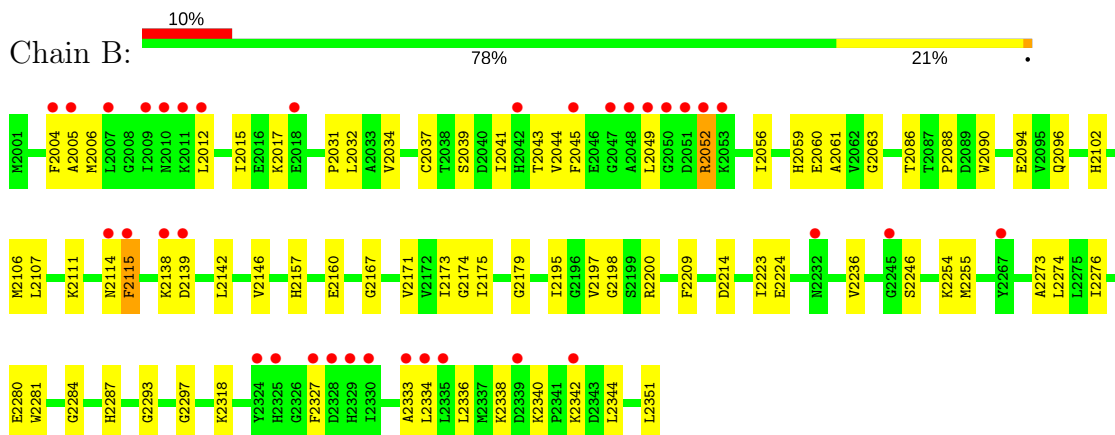 10%
Chain B:
78% 21% •
M2001 F2004 A2005 M2006 L2007 G2008 I2009 N2010 K2011 L2012 I2015 E2016 K2017 E2018 P2031 L2032 A2033 V2034 C2037 T2038 S2039 D2040 I2041 H2042 T2043 V2044 F2045 E2046 G2047 A2048 L2049 G2050 D2051 R2052 K2053 I2056 H2059 E2060 A2061 V2062 G2063 T2086 T2087 P2088 D2089 W2090 E2094 V2095 Q2096 H2102
M2106 L2107 K2111 N2114 F2115 K2138 D2139 L2142 V2146 H2157 E2160 G2167 V2171 V2172 I2173 G2174 I2175 G2179 I2195 G2196 V2197 G2198 S2199 R2200 F2209 D2214 I2223 E2224 N2232 V2236 G2245 S2246 K2254 M2255 Y2267 A2273 L2274 L2275 I2276
E2280 W2281 G2284 H2287 G2293 G2297 K2318 Y2324 H2325 G2326 F2327 D2328 H2329 I2330 A2333 L2334 L2335 L2336 M2337 K2338 D2339 K2340 P2341 K2342 D2343 L2344 L2351